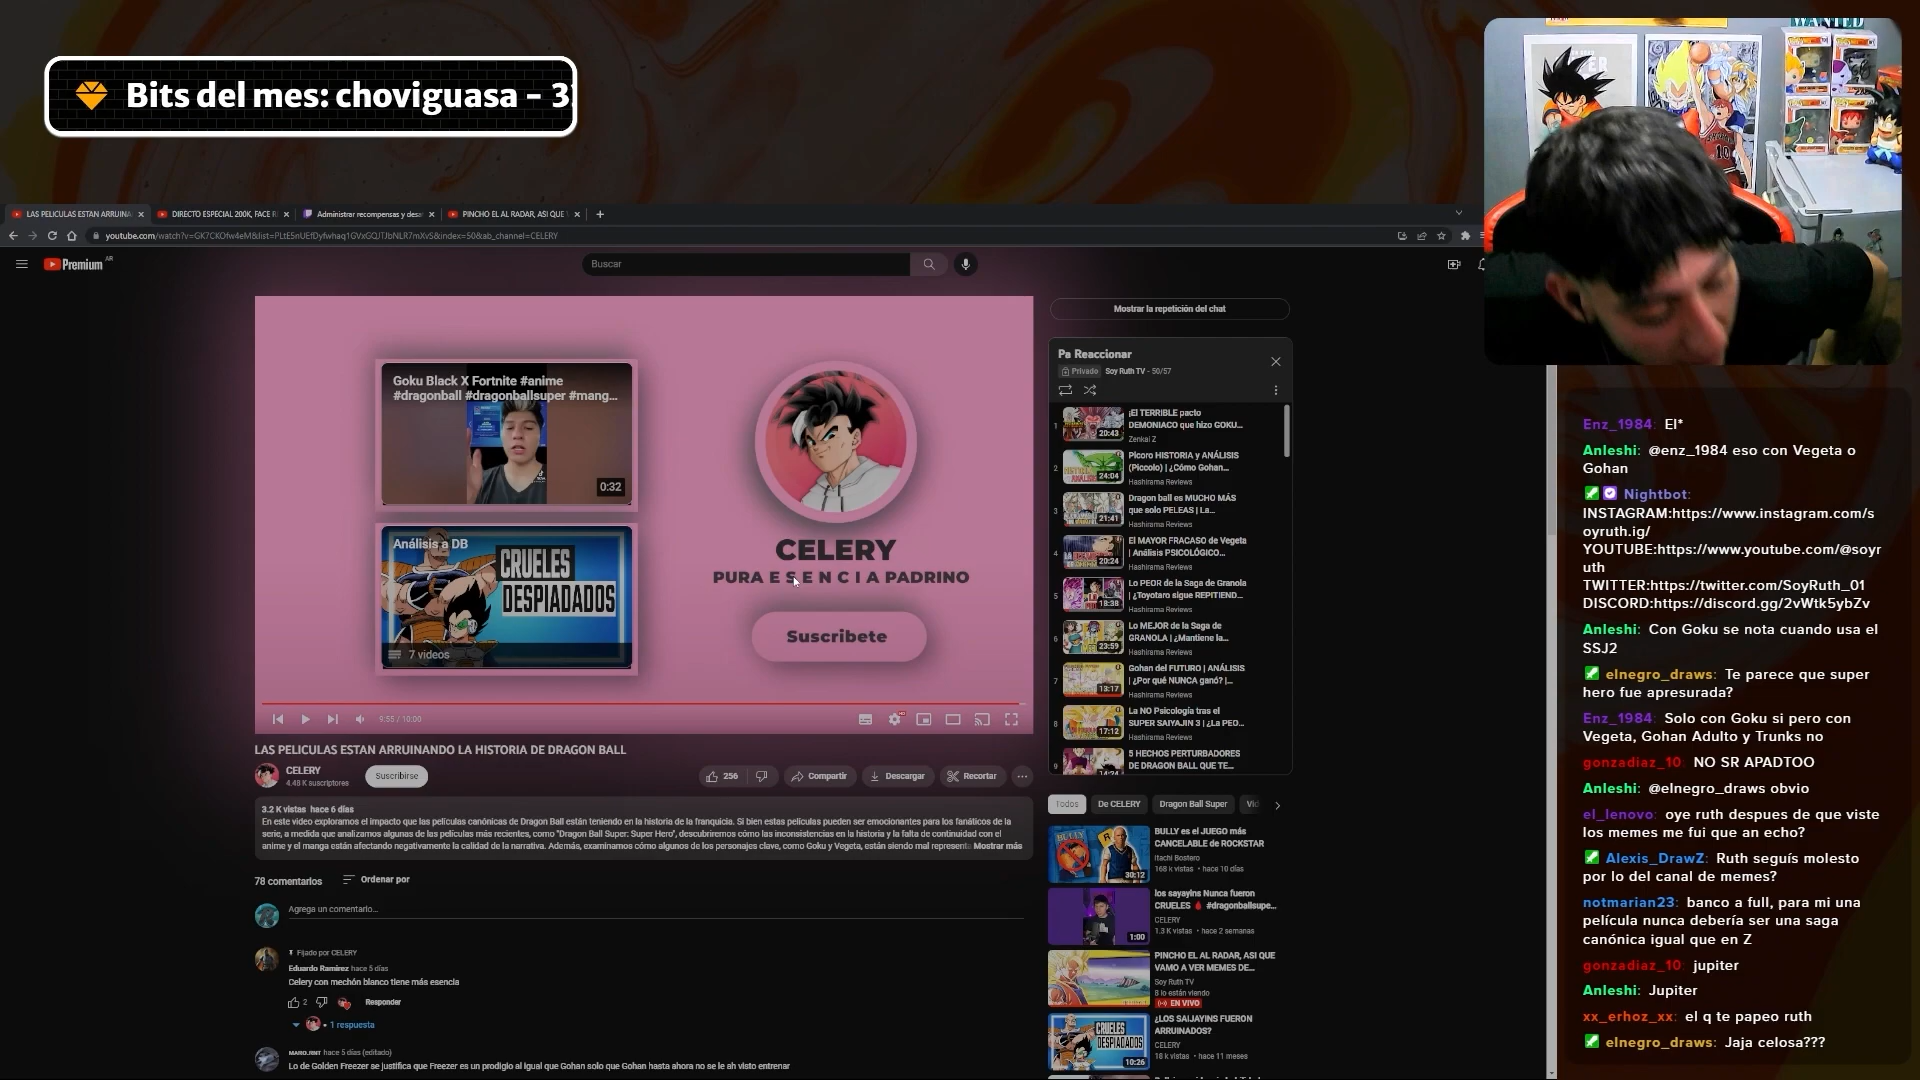 Bits del mes: choviguasa - 3
LAS PELICULAS ESTAN ARRUINA
DIRECTO ESPECIAL 200K, FACE R
Administrar recompensas y desa
PINCHO EL AL RADAR, ASI QUE
youtube.com/watch?v=GK7CKOfw4eM&list=PLtE5nUEfDyfwhaq1GVxGQJTJbNLR7mXvS&index=50&ab_channel=CELERY
Premium AR
Buscar
Goku Black X Fortnite #anime
#dragonball #dragonballsuper #mang...
0:32
Análisis a DB
CRUELES
DESPIADADOS
7 videos
CELERY
PURA E S E N C I A PADRINO
Suscribete
9:55 / 10:00
LAS PELICULAS ESTAN ARRUINANDO LA HISTORIA DE DRAGON BALL
CELERY
4.48 K suscriptores
Suscribirse
256
Compartir
Descargar
Recortar
3.2 K vistas hace 6 días
En este video exploramos el impacto que las películas canónicas de Dragon Ball están teniendo en la historia de la franquicia. Si bien estas películas pueden ser emocionantes para los fanáticos de la
serie, a medida que analizamos algunas de las películas más recientes, como "Dragon Ball Super: Super Hero", descubriremos cómo las inconsistencias en la historia y la falta de continuidad con el
anime y el manga están afectando negativamente la calidad de la narrativa. Además, examinamos cómo algunos de los personajes clave, como Goku y Vegeta, están siendo mal representa Mostrar más
78 comentarios
Ordenar por
Agrega un comentario...
Fijado por CELERY
Eduardo Ramirez hace 5 días
Celery con mechón blanco tiene más esencia
2
Responder
1 respuesta
MARO.RNT hace 5 días (editado)
Lo de Golden Freezer se justifica que Freezer es un prodigio al igual que Gohan solo que Gohan hasta ahora no se le ah visto entrenar
Mostrar la repetición del chat
Pa Reaccionar
Privado Soy Ruth TV - 50/57
1
20:43
¡El TERRIBLE pacto
DEMONIACO que hizo GOKU...
Zenkai Z
2
24:04
Picoro HISTORIA y ANÁLISIS
(Piccolo) | ¿Cómo Gohan...
Hashirama Reviews
3
21:41
Dragon ball es MUCHO MÁS
que solo PELEAS | La...
Hashirama Reviews
4
20:24
El MAYOR FRACASO de Vegeta
| Análisis PSICOLÓGICO...
Hashirama Reviews
5
18:38
Lo PEOR de la Saga de Granola
| ¿Toyotaro sigue REPITIEND...
Hashirama Reviews
6
23:59
Lo MEJOR de la Saga de
GRANOLA | ¿Mantiene la...
Hashirama Reviews
7
13:17
Gohan del FUTURO | ANÁLISIS
| ¿Por qué NUNCA ganó? |...
Hashirama Reviews
8
17:12
La NO Psicología tras el
SUPER SAIYAJIN 3 | ¿La PEO...
Hashirama Reviews
9
14:24
5 HECHOS PERTURBADORES
DE DRAGON BALL QUE TE...
Todos
De CELERY
Dragon Ball Super
Vid
30:12
BULLY es el JUEGO más
CANCELABLE de ROCKSTAR
Itachi Bostero
168 k vistas • hace 10 días
1:00
los sayayins Nunca fueron
CRUELES #dragonballsupe...
CELERY
1.3 K vistas • hace 2 semanas
PINCHO EL AL RADAR, ASI QUE
VAMO A VER MEMES DE...
Soy Ruth TV
8 lo están viendo
EN VIVO
CRUELES
DESPIADADOS
10:26
¿LOS SAIJAYINS FUERON
ARRUINADOS?
CELERY
18 k vistas • hace 11 meses
WANTED
10
Enz_1984: El*
Anleshi: @enz_1984 eso con Vegeta o
Gohan
Nightbot:
INSTAGRAM:https://www.instagram.com/s
oyruth.ig/
YOUTUBE:https://www.youtube.com/@soyr
uth
TWITTER:https://twitter.com/SoyRuth_01
DISCORD:https://discord.gg/2vWtk5ybZv
Anleshi: Con Goku se nota cuando usa el
SSJ2
elnegro_draws: Te parece que super
hero fue apresurada?
Enz_1984: Solo con Goku si pero con
Vegeta, Gohan Adulto y Trunks no
gonzadiaz_10: NO SR APADTOO
Anleshi: @elnegro_draws obvio
el_lenovo: oye ruth despues de que viste
los memes me fui que an echo?
Alexis_DrawZ: Ruth seguís molesto
por lo del canal de memes?
notmarian23: banco a full, para mi una
película nunca debería ser una saga
canónica igual que en Z
gonzadiaz_10: jupiter
Anleshi: Jupiter
xx_erhoz_xx: el q te papeo ruth
elnegro_draws: Jaja celosa???